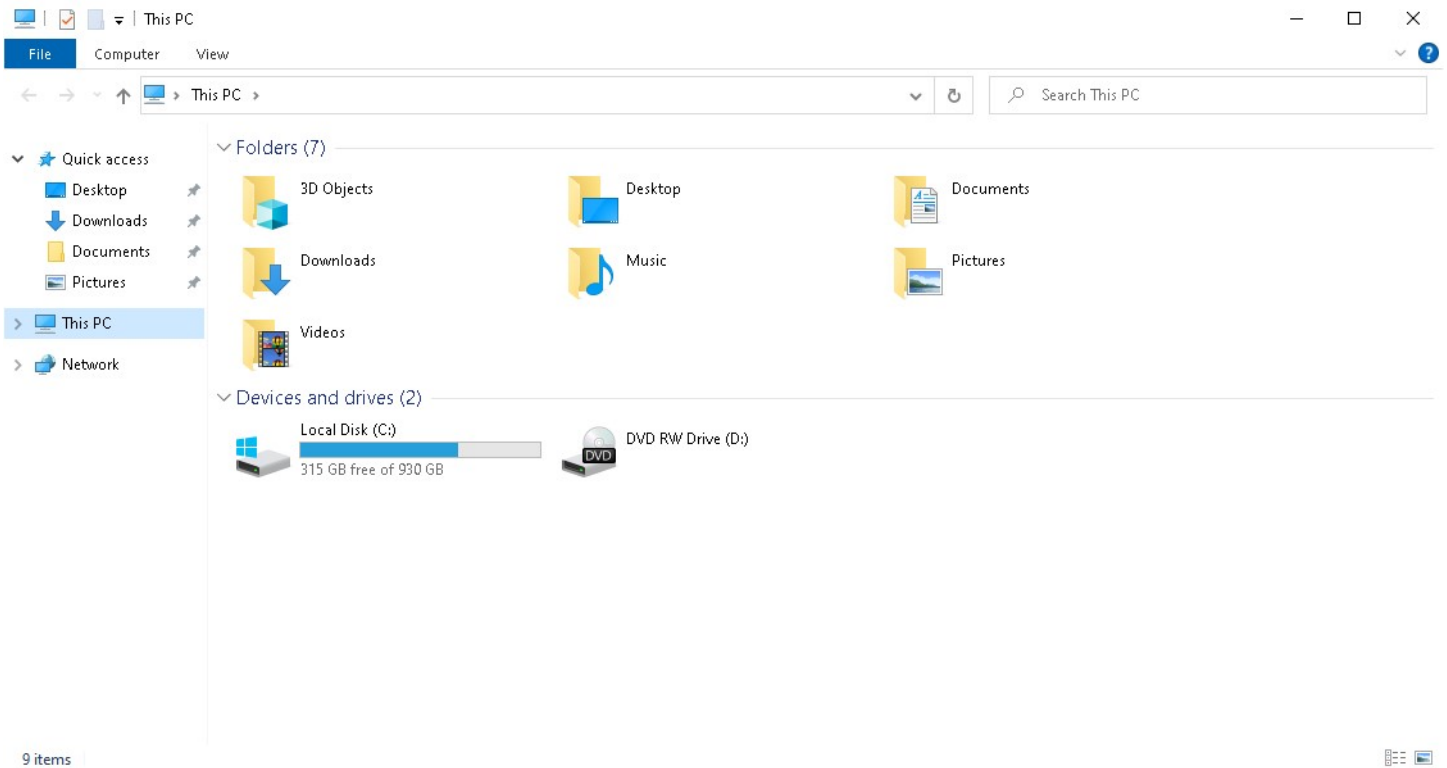 This PC
File Computer View
This PC
Search This PC
Quick access
Desktop
Downloads
Documents
Pictures
This PC
Network
Folders (7)
3D Objects
Desktop
Documents
Downloads
Music
Pictures
Videos
Devices and drives (2)
Local Disk (C:)
315 GB free of 930 GB
DVD RW Drive (D:)
DVD
9 items